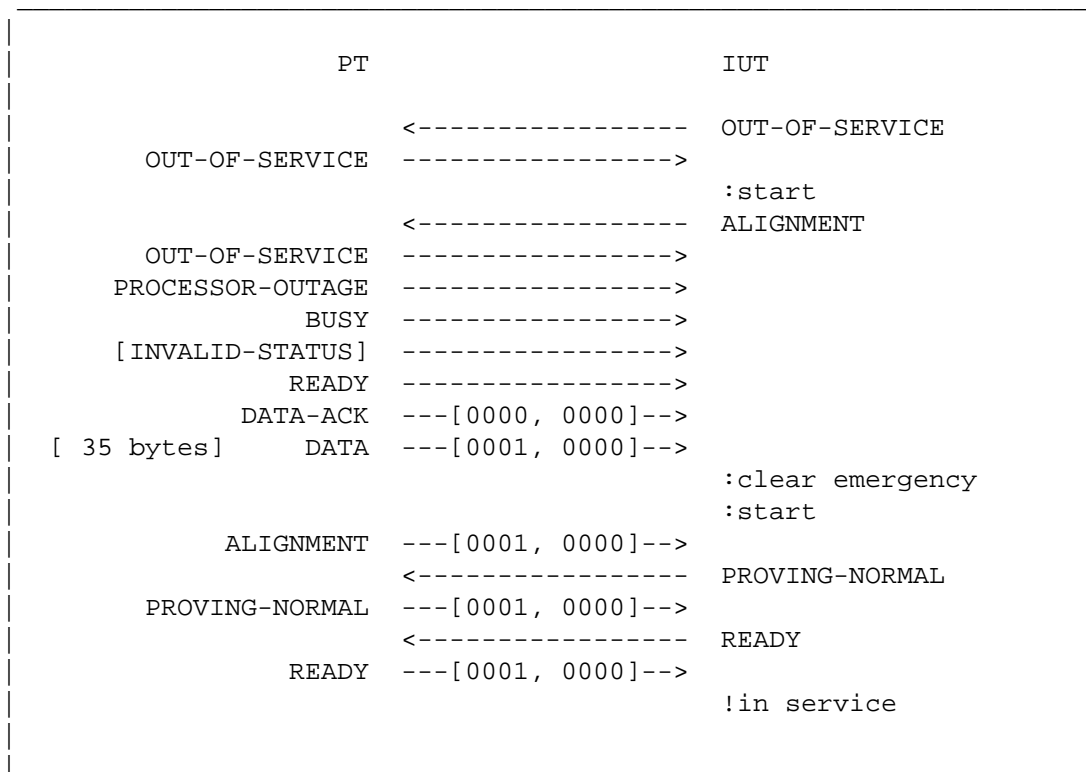 PT IUT
<----------------- OUT-OF-SERVICE
OUT-OF-SERVICE ----------------->
:start
<----------------- ALIGNMENT
OUT-OF-SERVICE ----------------->
PROCESSOR-OUTAGE ----------------->
BUSY ----------------->
[INVALID-STATUS] ----------------->
READY ----------------->
DATA-ACK ---[0000, 0000]-->
[ 35 bytes] DATA ---[0001, 0000]-->
:clear emergency
:start
ALIGNMENT ---[0001, 0000]-->
<----------------- PROVING-NORMAL
PROVING-NORMAL ---[0001, 0000]-->
<----------------- READY
READY ---[0001, 0000]-->
!in service